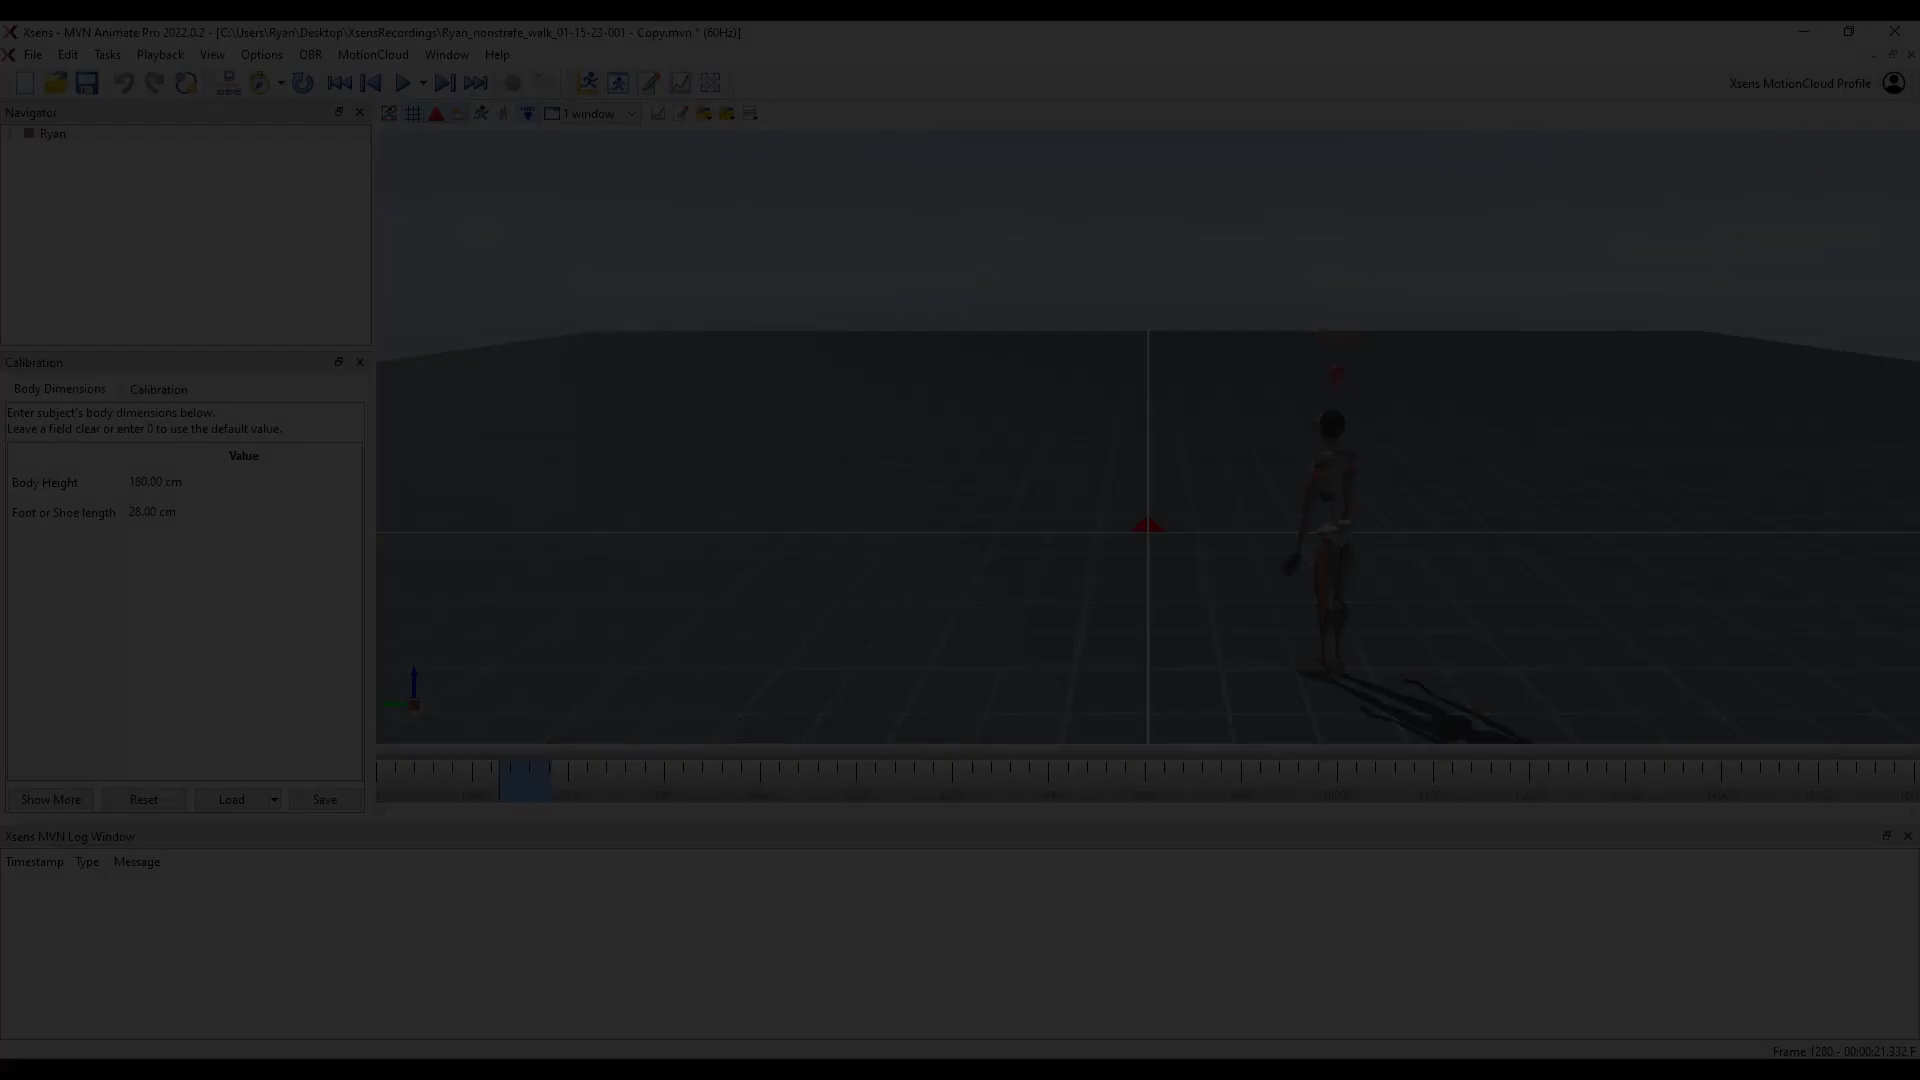 Xsens - MVN Animate Pro 2022.0.2 - [C:\Users\Ryan\Desktop\XsensRecordings\Ryan_nonstrafe_walk_01-15-23-001 - Copy.mvn * (60Hz)]
File Edit Tasks Playback View Options OBR MotionCloud Window Help
Xsens MotionCloud Profile
Navigator
1 window
Ryan
Calibration
Body Dimensions Calibration
Enter subject's body dimensions below.
Leave a field clear or enter 0 to use the default value.
Value
Body Height 180.00 cm
Foot or Shoe length 28.00 cm
Show More Reset Load Save
Xsens MVN Log Window
Timestamp Type Message
Frame 1280 - 00:00:21.332 F